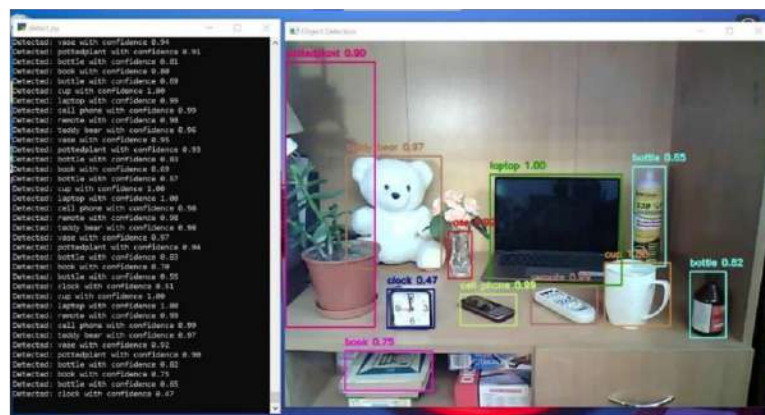 detect.py
Detected: vase with confidence 0.94
Detected: pottedplant with confidence 0.91
Detected: bottle with confidence 0.81
Detected: book with confidence 0.80
Detected: bottle with confidence 0.69
Detected: cup with confidence 1.00
Detected: laptop with confidence 0.99
Detected: cell phone with confidence 0.99
Detected: remote with confidence 0.98
Detected: teddy bear with confidence 0.96
Detected: vase with confidence 0.95
Detected: pottedplant with confidence 0.93
Detected: bottle with confidence 0.83
Detected: book with confidence 0.69
Detected: bottle with confidence 0.67
Detected: cup with confidence 1.00
Detected: laptop with confidence 1.00
Detected: cell phone with confidence 0.98
Detected: remote with confidence 0.98
Detected: teddy bear with confidence 0.98
Detected: vase with confidence 0.97
Detected: pottedplant with confidence 0.94
Detected: bottle with confidence 0.83
Detected: book with confidence 0.70
Detected: bottle with confidence 0.55
Detected: clock with confidence 0.51
Detected: cup with confidence 1.00
Detected: laptop with confidence 1.00
Detected: remote with confidence 0.99
Detected: cell phone with confidence 0.99
Detected: teddy bear with confidence 0.97
Detected: vase with confidence 0.92
Detected: pottedplant with confidence 0.90
Detected: bottle with confidence 0.82
Detected: book with confidence 0.75
Detected: bottle with confidence 0.65
Detected: clock with confidence 0.47
Object Detection
pottedplant 0.90
teddy bear 0.97
laptop 1.00
bottle 0.65
vase 0.92
cup 1.00
bottle 0.82
clock 0.47
cell phone 0.99
remote 0.99
book 0.75